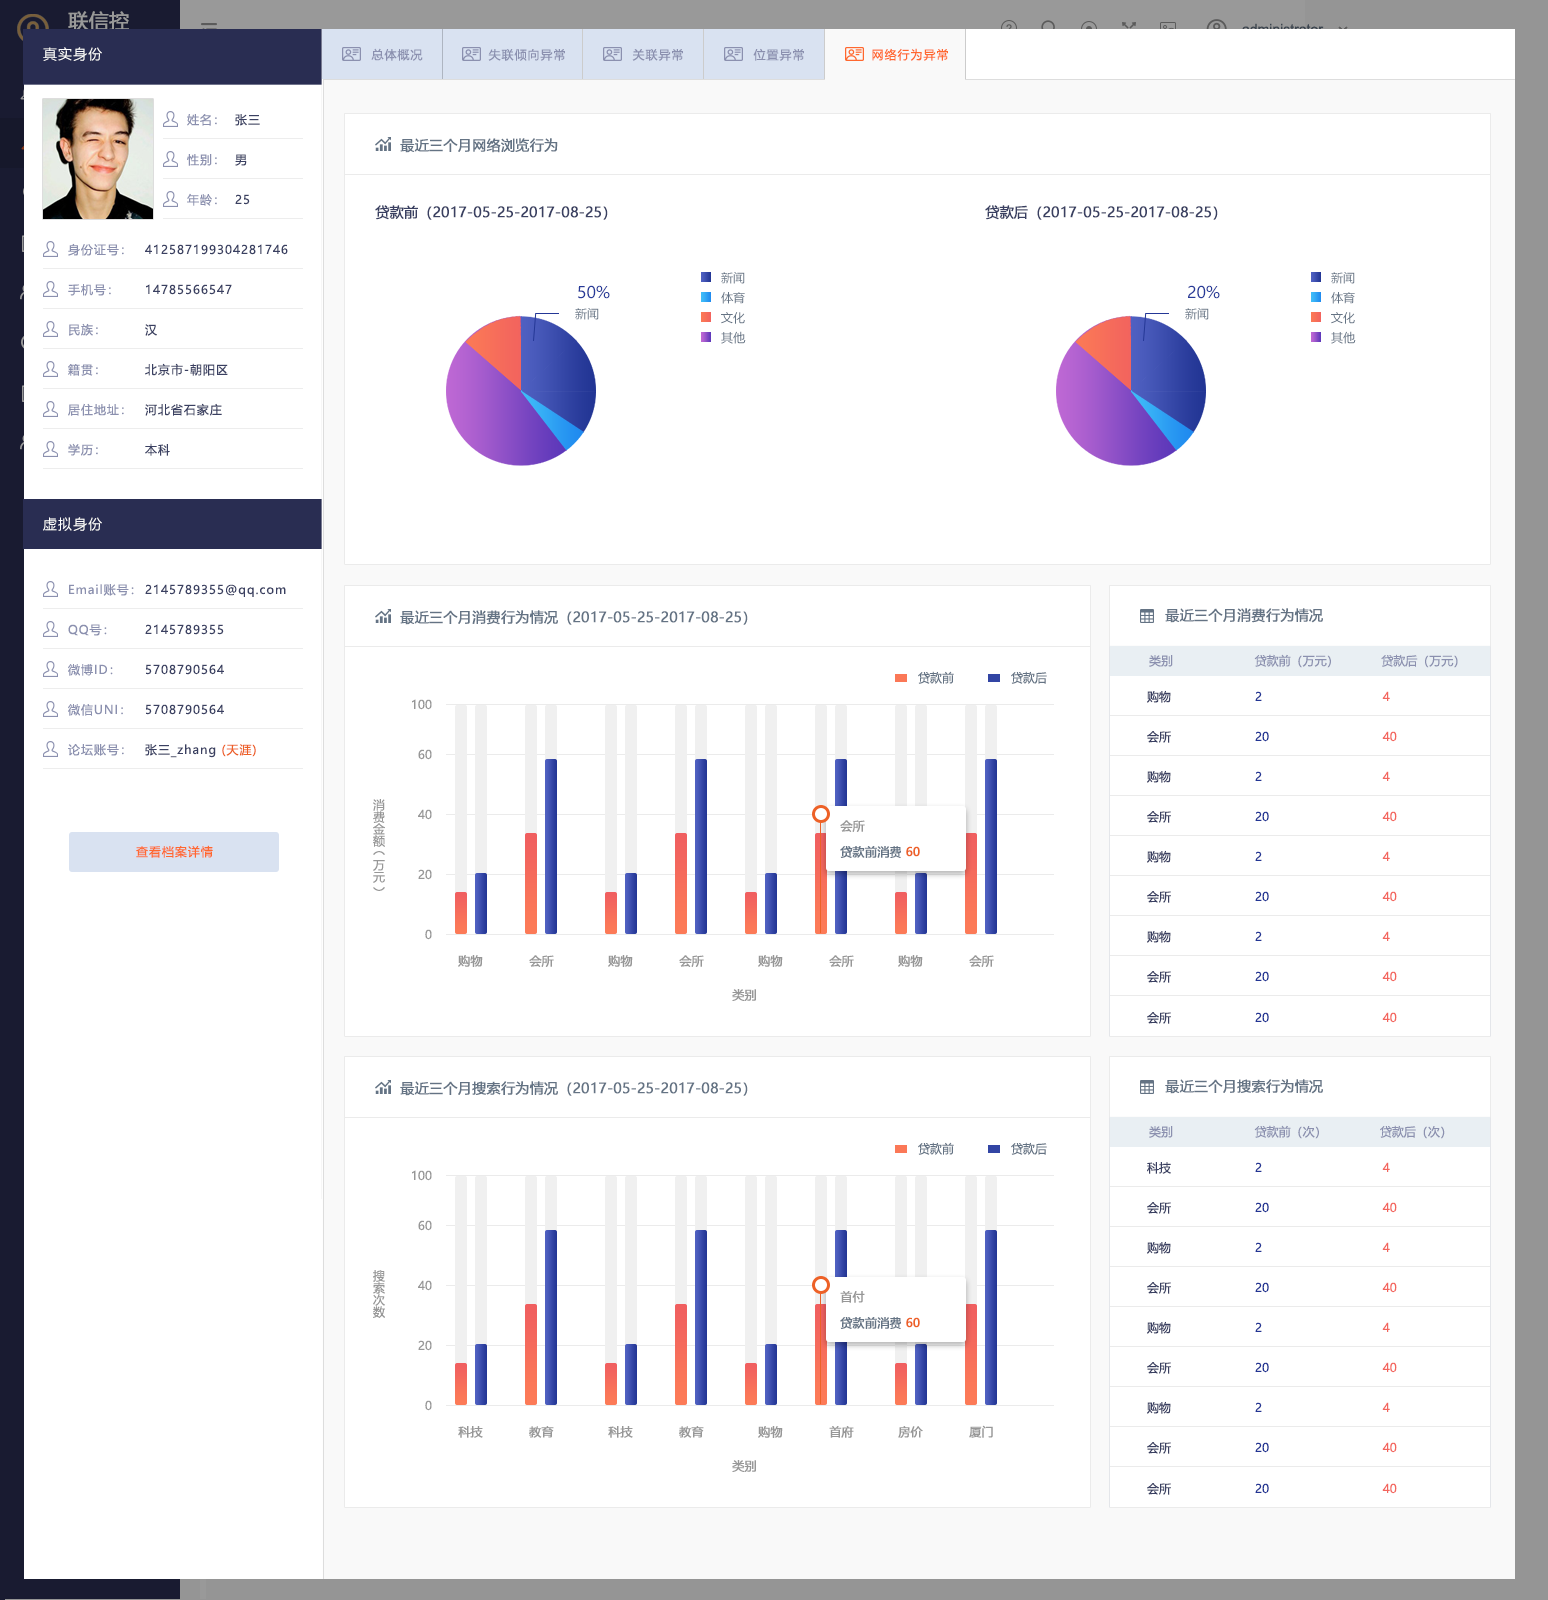 联信控
administrator
真实身份
总体概况
失联倾向异常
关联异常
位置异常
网络行为异常
姓名： 张三
性别： 男
年龄： 25
身份证号： 412587199304281746
手机号： 14785566547
民族： 汉
籍贯： 北京市-朝阳区
居住地址： 河北省石家庄
学历： 本科
虚拟身份
Email账号： 2145789355@qq.com
QQ号： 2145789355
微博ID： 5708790564
微信UNI： 5708790564
论坛账号： 张三_zhang (天涯)
查看档案详情
最近三个月网络浏览行为
贷款前（2017-05-25-2017-08-25）
50%
新闻
新闻
体育
文化
其他
贷款后（2017-05-25-2017-08-25）
20%
新闻
新闻
体育
文化
其他
最近三个月消费行为情况（2017-05-25-2017-08-25）
贷款前 贷款后
消费金额（万元）
100
60
40
20
0
会所
贷款前消费 60
购物 会所 购物 会所 购物 会所 购物 会所
类别
最近三个月消费行为情况
类别 贷款前（万元） 贷款后（万元）
购物 2 4
会所 20 40
购物 2 4
会所 20 40
购物 2 4
会所 20 40
购物 2 4
会所 20 40
会所 20 40
最近三个月搜索行为情况（2017-05-25-2017-08-25）
贷款前 贷款后
搜索次数
100
60
40
20
0
首付
贷款前消费 60
科技 教育 科技 教育 购物 首府 房价 厦门
类别
最近三个月搜索行为情况
类别 贷款前（次） 贷款后（次）
科技 2 4
会所 20 40
购物 2 4
会所 20 40
购物 2 4
会所 20 40
购物 2 4
会所 20 40
会所 20 40